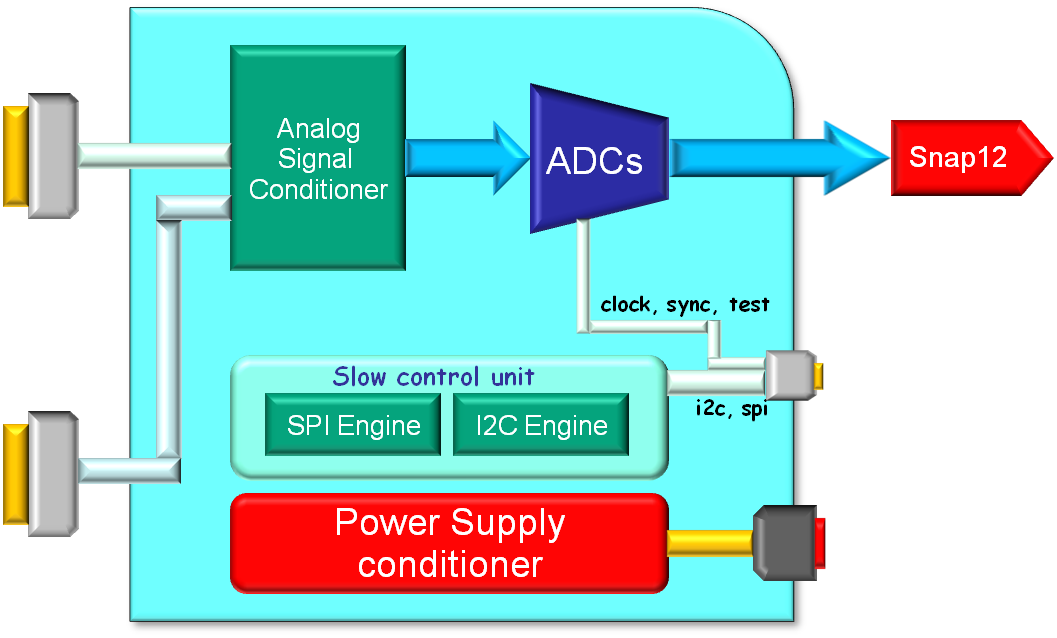 Analog
Signal
Conditioner
ADCs
Snap12
clock, sync, test
Slow control unit
SPI Engine
I2C Engine
i2c, spi
Power Supply
conditioner